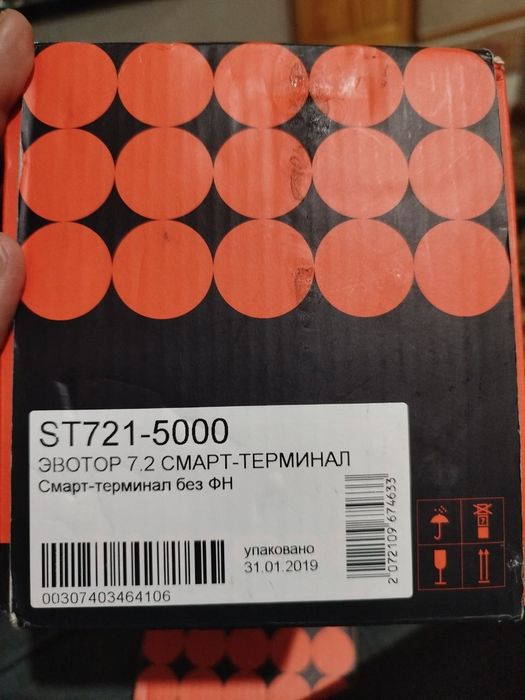 ST721-5000
ЭВОТОР 7.2 СМАРТ-ТЕРМИНАЛ
Смарт-терминал без ФН
упаковано
31.01.2019
00307403464106
2 072109 674633
7